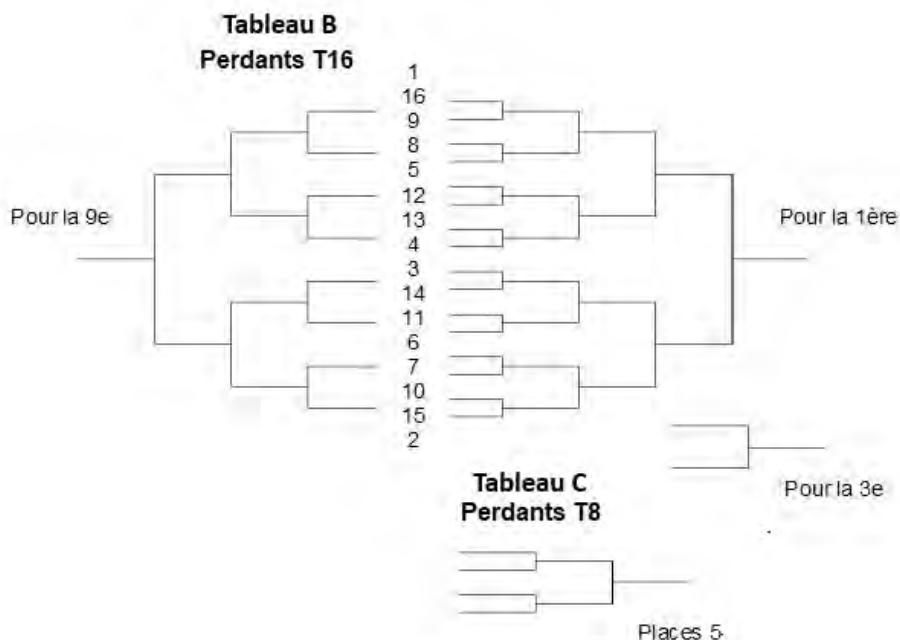 Tableau B
Perdants T16
1
16
9
8
5
12
13
4
3
14
11
6
7
10
15
2
Pour la 9e
Pour la 1ère
Pour la 3e
Tableau C
Perdants T8
Places 5-